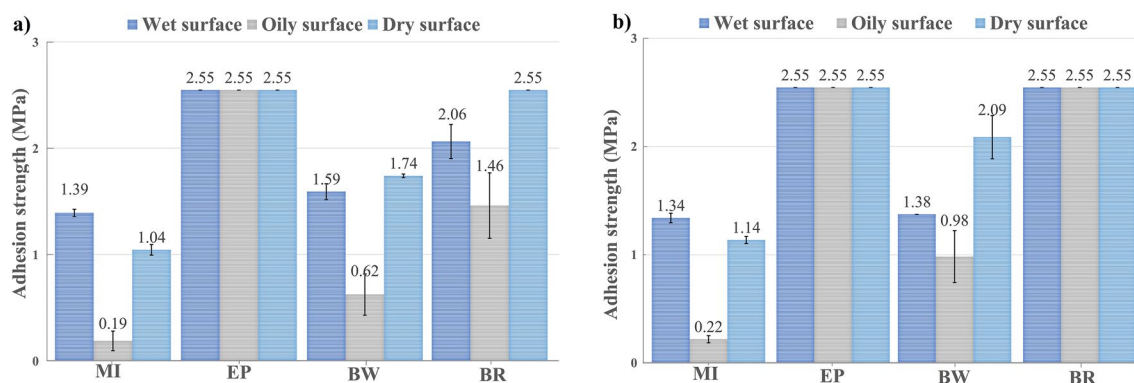 a)
Wet surface Oily surface Dry surface
Adhesion strength (MPa)
3
2
1
0
1.39
0.19
1.04
2.55 2.55 2.55
1.59
0.62
1.74
2.06
1.46
2.55
MI EP BW BR
b)
Wet surface Oily surface Dry surface
Adhesion strength (MPa)
3
2
1
0
1.34
0.22
1.14
2.55 2.55 2.55
1.38
0.98
2.09
2.55 2.55 2.55
MI EP BW BR